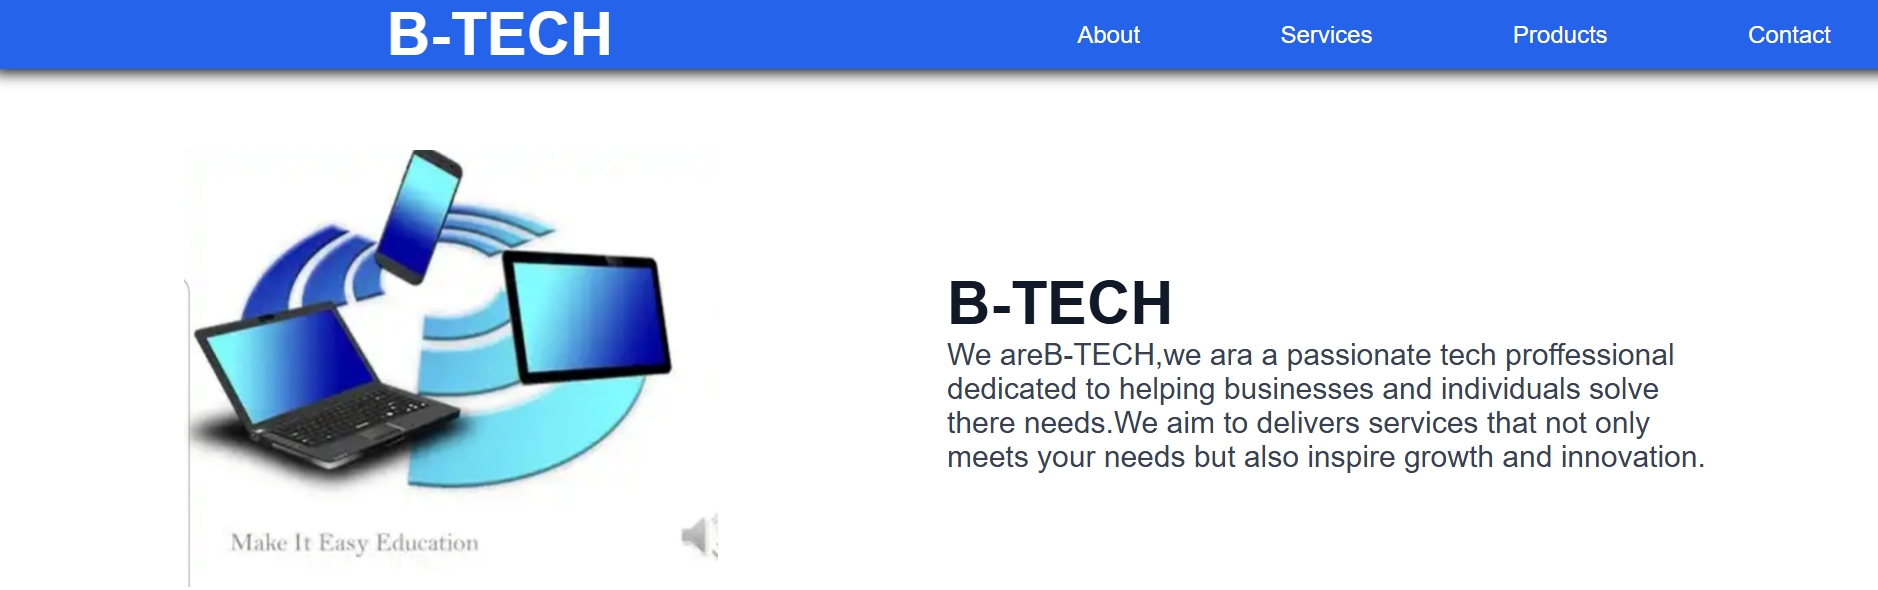 B-TECH
About
Services
Products
Contact
B-TECH
We areB-TECH,we ara a passionate tech proffessional
dedicated to helping businesses and individuals solve
there needs.We aim to delivers services that not only
meets your needs but also inspire growth and innovation.
Make It Easy Education